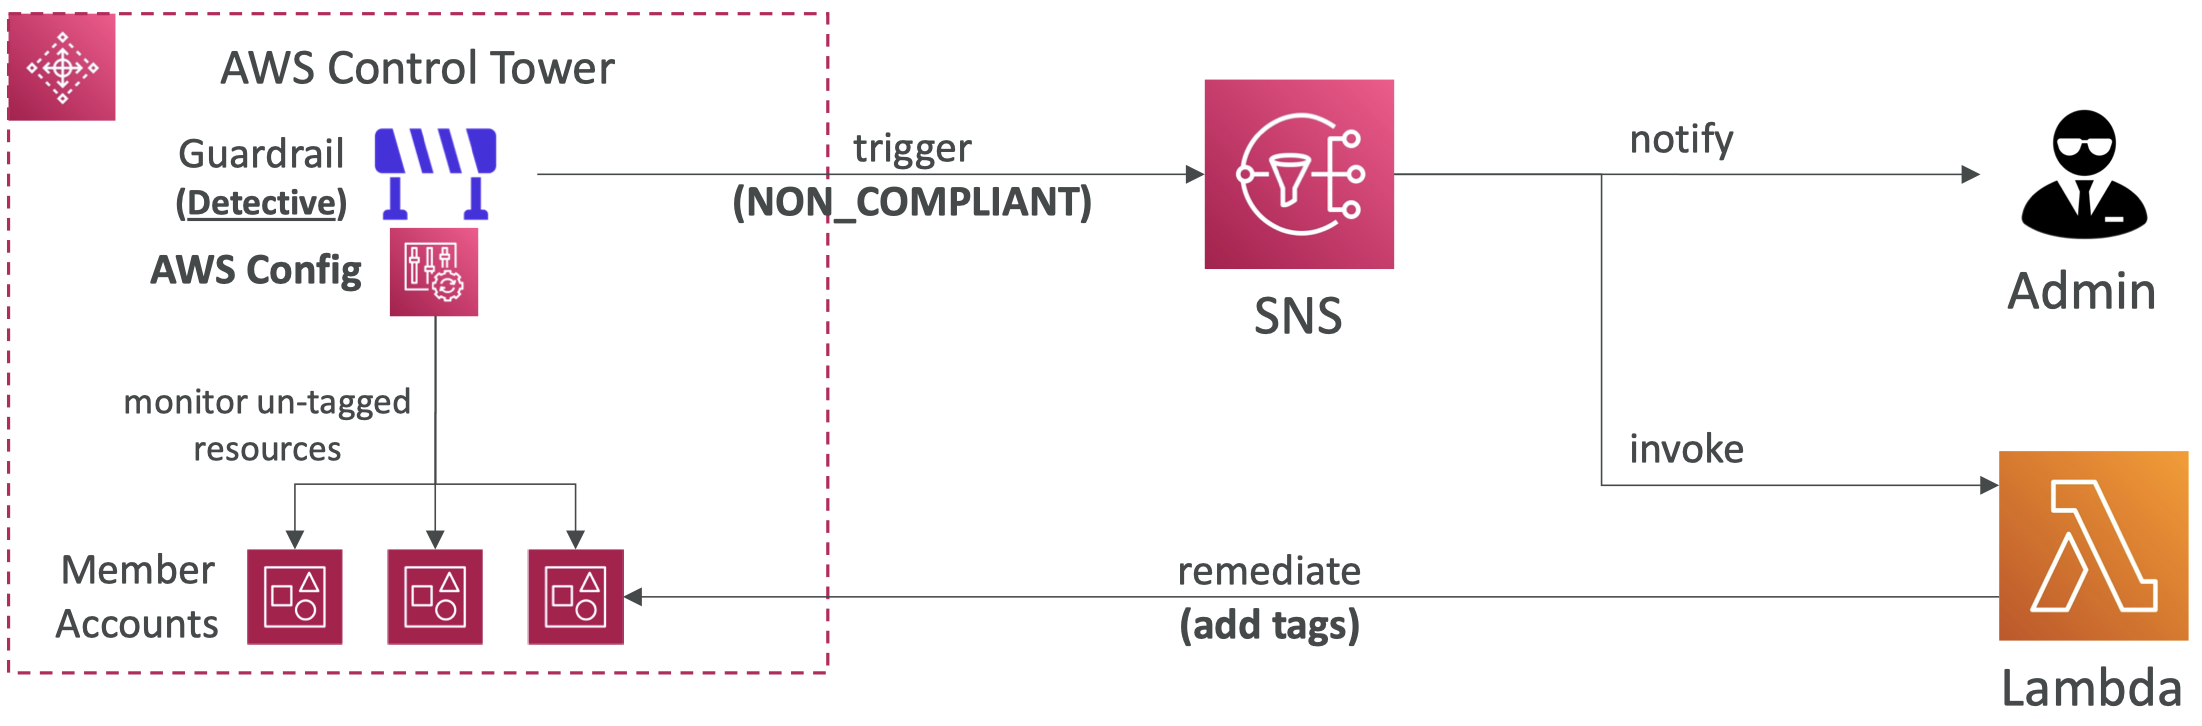 AWS Control Tower
Guardrail
(Detective)
AWS Config
trigger
(NON_COMPLIANT)
SNS
notify
Admin
monitor un-tagged
resources
invoke
Member
Accounts
remediate
(add tags)
Lambda